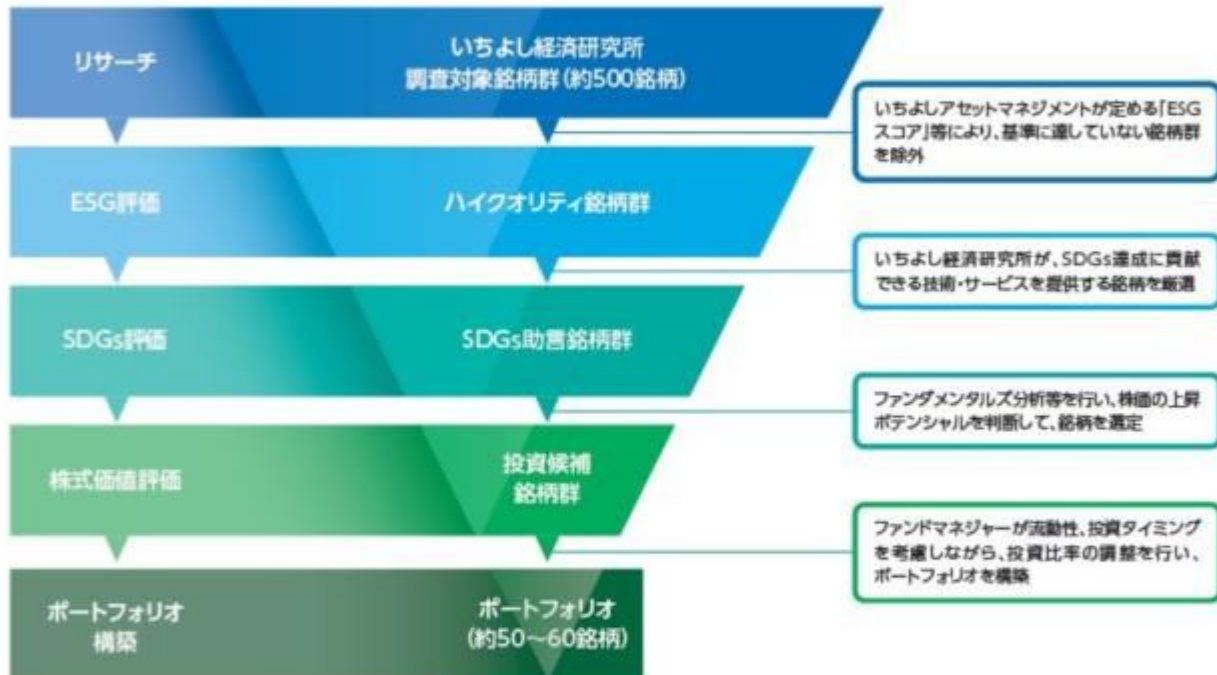 リサーチ
いちよし経済研究所
調査対象銘柄群(約500銘柄)
いちよしアセットマネジメントが定める「ESG
スコア」等により、基準に達していない銘柄群
を除外
ESG評価
ハイクオリティ銘柄群
いちよし経済研究所が、SDGs達成に貢献
できる技術・サービスを提供する銘柄を厳選
SDGs評価
SDGs助言銘柄群
ファンダメンタルズ分析等を行い、株価の上昇
ポテンシャルを判断して、銘柄を選定
株式価値評価
投資候補
銘柄群
ファンドマネジャーが流動性、投資タイミング
を考慮しながら、投資比率の調整を行い、
ポートフォリオを構築
ポートフォリオ
構築
ポートフォリオ
(約50～60銘柄)